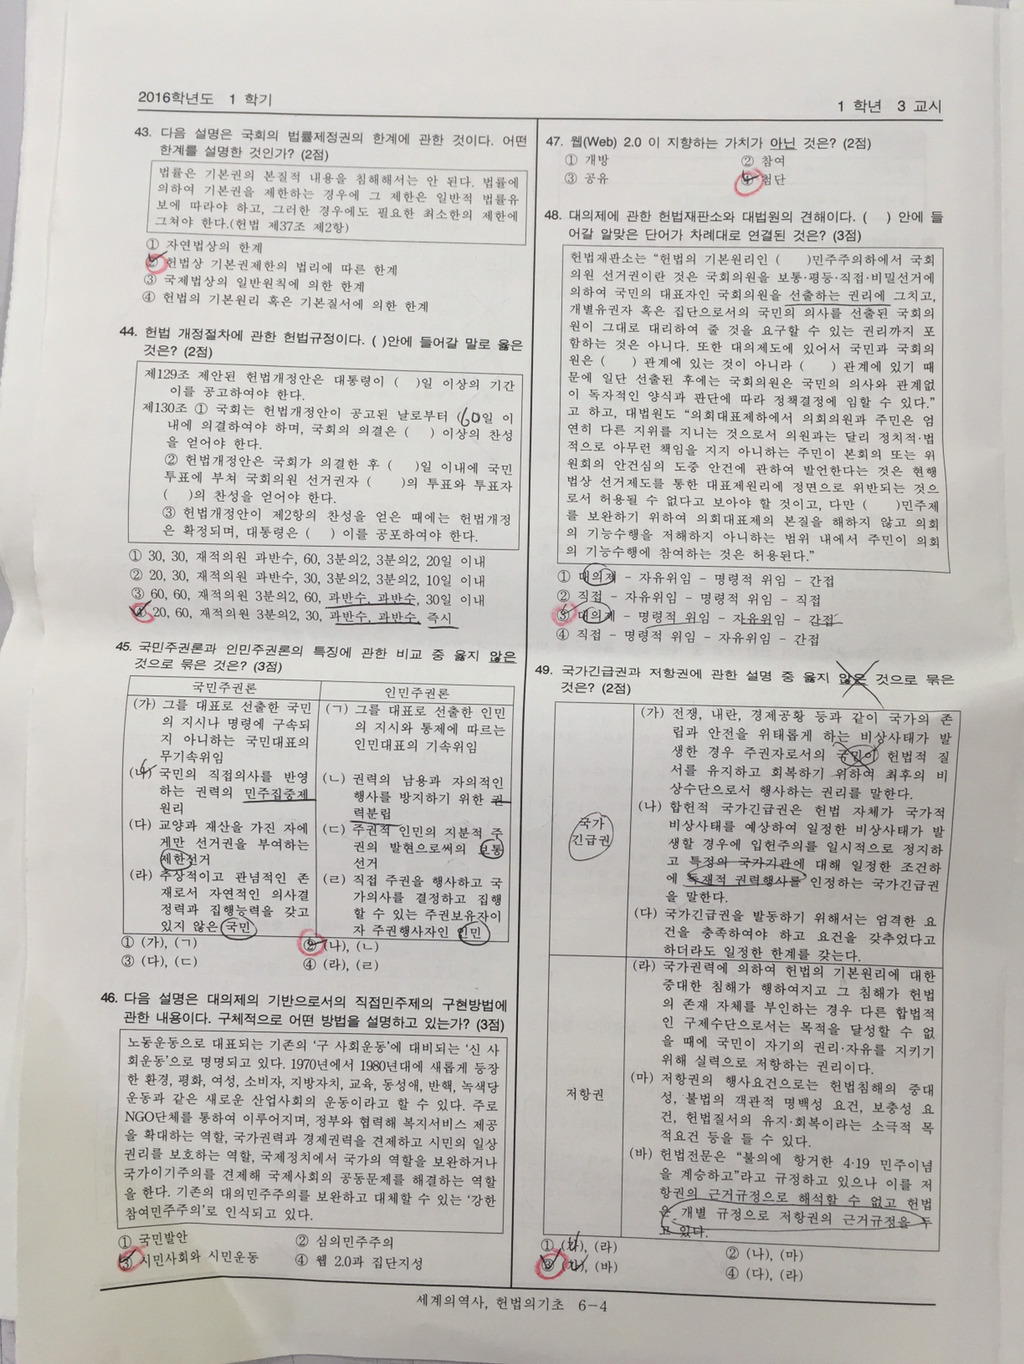 2016학년도 1 학기
1 학년 3 교시
43. 다음 설명은 국회의 법률제정권의 한계에 관한 것이다. 어떤
한계를 설명한 것인가? (2점)
법률은 기본권의 본질적 내용을 침해해서는 안 된다. 법률에
의하여 기본권을 제한하는 경우에 그 제한은 일반적 법률유
보에 따라야 하고, 그러한 경우에도 필요한 최소한의 제한에
그쳐야 한다.(헌법 제37조 제2항)
① 자연법상의 한계
② 헌법상 기본권제한의 법리에 따른 한계
③ 국제법상의 일반원칙에 의한 한계
④ 헌법의 기본원리 혹은 기본질서에 의한 한계
44. 헌법 개정절차에 관한 헌법규정이다. ( )안에 들어갈 말로 옳은
것은? (2점)
제129조 제안된 헌법개정안은 대통령이 ( )일 이상의 기간
이를 공고하여야 한다.
제130조 ① 국회는 헌법개정안이 공고된 날로부터 (60일 이
내에 의결하여야 하며, 국회의 의결은 ( ) 이상의 찬성
을 얻어야 한다.
② 헌법개정안은 국회가 의결한 후 ( )일 이내에 국민
투표에 부쳐 국회의원 선거권자 ( )의 투표와 투표자
( )의 찬성을 얻어야 한다.
③ 헌법개정안이 제2항의 찬성을 얻은 때에는 헌법개정
은 확정되며, 대통령은 ( ) 이를 공포하여야 한다.
① 30, 30, 재적의원 과반수, 60, 3분의2, 3분의2, 20일 이내
② 20, 30, 재적의원 과반수, 30, 3분의2, 3분의2, 10일 이내
③ 60, 60, 재적의원 3분의2, 60, 과반수, 과반수, 30일 이내
④ 20, 60, 재적의원 3분의2, 30, 과반수, 과반수, 즉시
45. 국민주권론과 인민주권론의 특징에 관한 비교 중 옳지 않은
것으로 묶은 것은? (3점)
국민주권론
인민주권론
(가) 그를 대표로 선출한 국민
의 지시나 명령에 구속되
지 아니하는 국민대표의
무기속위임
(ㄱ) 그를 대표로 선출한 인민
의 지시와 통제에 따르는
인민대표의 기속위임
(나) 국민의 직접의사를 반영
하는 권력의 민주집중제
원리
(ㄴ) 권력의 남용과 자의적인
행사를 방지하기 위한 권
력분립
(다) 교양과 재산을 가진 자에
게만 선거권을 부여하는
제한선거
(ㄷ) 주권적 인민의 지분적 주
권의 발현으로써의 보통
선거
(라) 추상적이고 관념적인 존
재로서 자연적인 의사결
정력과 집행능력을 갖고
있지 않은 국민
(ㄹ) 직접 주권을 행사하고 국
가의사를 결정하고 집행
할 수 있는 주권보유자이
자 주권행사자인 인민
① (가), (ㄱ)
② (나), (ㄴ)
③ (다), (ㄷ)
④ (라), (ㄹ)
46. 다음 설명은 대의제의 기반으로서의 직접민주제의 구현방법에
관한 내용이다. 구체적으로 어떤 방법을 설명하고 있는가? (3점)
노동운동으로 대표되는 기존의 ‘구 사회운동’에 대비되는 ‘신 사
회운동’으로 명명되고 있다. 1970년에서 1980년대에 새롭게 등장
한 환경, 평화, 여성, 소비자, 지방자치, 교육, 동성애, 반핵, 녹색당
운동과 같은 새로운 산업사회의 운동이라고 할 수 있다. 주로
NGO단체를 통하여 이루어지며, 정부와 협력해 복지서비스 제공
을 확대하는 역할, 국가권력과 경제권력을 견제하고 시민의 일상
권리를 보호하는 역할, 국제정치에서 국가의 역할을 보완하거나
국가이기주의를 견제해 국제사회의 공동문제를 해결하는 역할
을 한다. 기존의 대의민주주의를 보완하고 대체할 수 있는 ‘강한
참여민주주의’로 인식되고 있다.
① 국민발안
② 심의민주주의
③ 시민사회와 시민운동
④ 웹 2.0과 집단지성
47. 웹(Web) 2.0 이 지향하는 가치가 아닌 것은? (2점)
① 개방
② 참여
③ 공유
④ 첨단
48. 대의제에 관한 헌법재판소와 대법원의 견해이다. ( ) 안에 들
어갈 알맞은 단어가 차례대로 연결된 것은? (3점)
헌법재판소는 “헌법의 기본원리인 ( )민주주의하에서 국회
의원 선거권이란 것은 국회의원을 보통·평등·직접·비밀선거에
의하여 국민의 대표자인 국회의원을 선출하는 권리에 그치고,
개별유권자 혹은 집단으로서의 국민의 의사를 선출된 국회의
원이 그대로 대리하여 줄 것을 요구할 수 있는 권리까지 포
함하는 것은 아니다. 또한 대의제도에 있어서 국민과 국회의
원은 ( ) 관계에 있는 것이 아니라 ( ) 관계에 있기 때
문에 일단 선출된 후에는 국회의원은 국민의 의사와 관계없
이 독자적인 양식과 판단에 따라 정책결정에 임할 수 있다.”
고 하고, 대법원도 “의회대표제하에서 의회의원과 주민은 엄
연히 다른 지위를 지니는 것으로서 의원과는 달리 정치적·법
적으로 아무런 책임을 지지 아니하는 주민이 본회의 또는 위
원회의 안건심의 도중 안건에 관하여 발언한다는 것은 현행
법상 선거제도를 통한 대표제원리에 정면으로 위반되는 것으
로서 허용될 수 없다고 보아야 할 것이고, 다만 ( )민주제
를 보완하기 위하여 의회대표제의 본질을 해하지 않고 의회
의 기능수행을 저해하지 아니하는 범위 내에서 주민이 의회
의 기능수행에 참여하는 것은 허용된다.”
① 대의제 – 자유위임 – 명령적 위임 – 간접
② 직접 – 자유위임 – 명령적 위임 – 직접
③ 대의제 – 명령적 위임 – 자유위임 – 간접
④ 직접 – 명령적 위임 – 자유위임 – 간접
49. 국가긴급권과 저항권에 관한 설명 중 옳지 않은 것으로 묶은
것은? (2점)
국가
긴급권
(가) 전쟁, 내란, 경제공황 등과 같이 국가의 존
립과 안전을 위태롭게 하는 비상사태가 발
생한 경우 주권자로서의 국민이 헌법적 질
서를 유지하고 회복하기 위하여 최후의 비
상수단으로서 행사하는 권리를 말한다.
(나) 합헌적 국가긴급권은 헌법 자체가 국가적
비상사태를 예상하여 일정한 비상사태가 발
생할 경우에 입헌주의를 일시적으로 정지하
고 특정의 국가기관에 대해 일정한 조건하
에 독재적 권력행사를 인정하는 국가긴급권
을 말한다.
(다) 국가긴급권을 발동하기 위해서는 엄격한 요
건을 충족하여야 하고 요건을 갖추었다고
하더라도 일정한 한계를 갖는다.
저항권
(라) 국가권력에 의하여 헌법의 기본원리에 대한
중대한 침해가 행하여지고 그 침해가 헌법
의 존재 자체를 부인하는 경우 다른 합법적
인 구제수단으로서는 목적을 달성할 수 없
을 때에 국민이 자기의 권리·자유를 지키기
위해 실력으로 저항하는 권리이다.
(마) 저항권의 행사요건으로는 헌법침해의 중대
성, 불법의 객관적 명백성 요건, 보충성 요
건, 헌법질서의 유지·회복이라는 소극적 목
적요건 등을 들 수 있다.
(바) 헌법전문은 “불의에 항거한 4·19 민주이념
을 계승하고”라고 규정하고 있으나 이를 저
항권의 근거규정으로 해석할 수 없고 헌법
은 개별 규정으로 저항권의 근거규정을 두
고 있다.
① (가), (라)
② (나), (마)
③ (가), (바)
④ (다), (라)
세계의역사, 헌법의기초 6-4